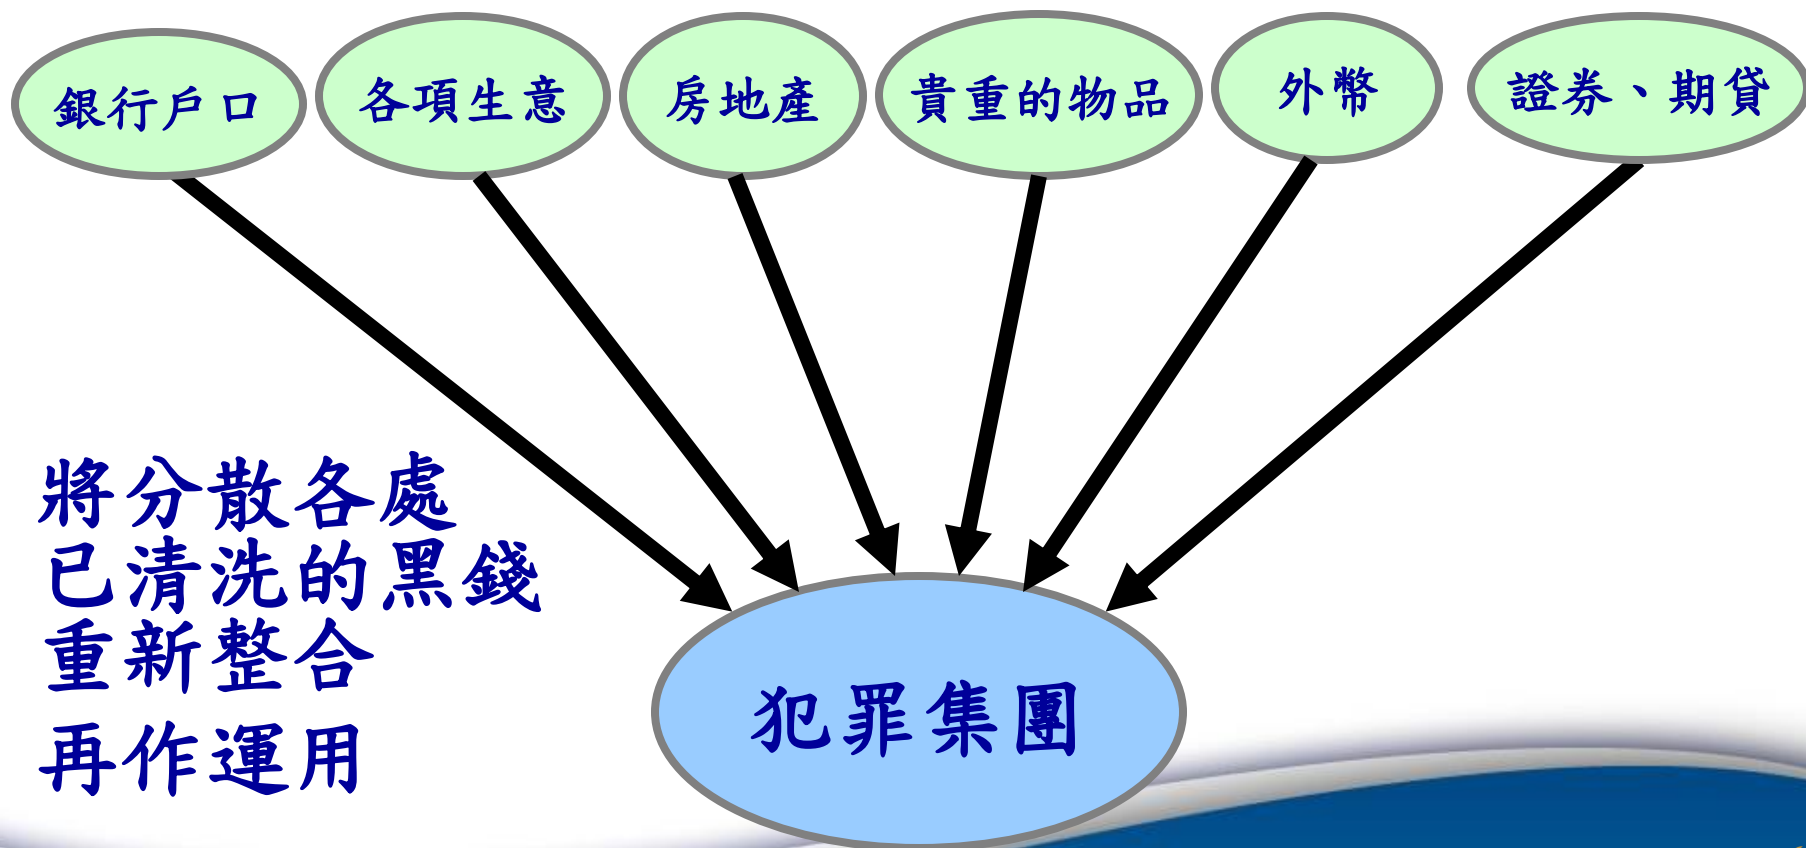 銀行戶口
各項生意
房地產
貴重的物品
外幣
證券、期貸
將分散各處
已清洗的黑錢
重新整合
再作運用
犯罪集團